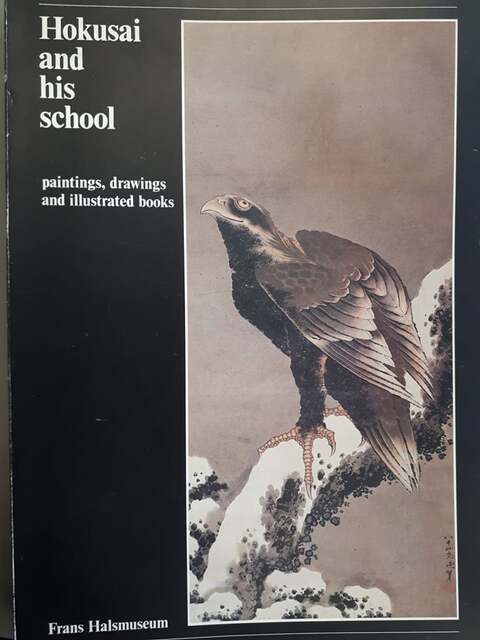 Hokusai
and
his
school
paintings, drawings
and illustrated books
Frans Halsmuseum